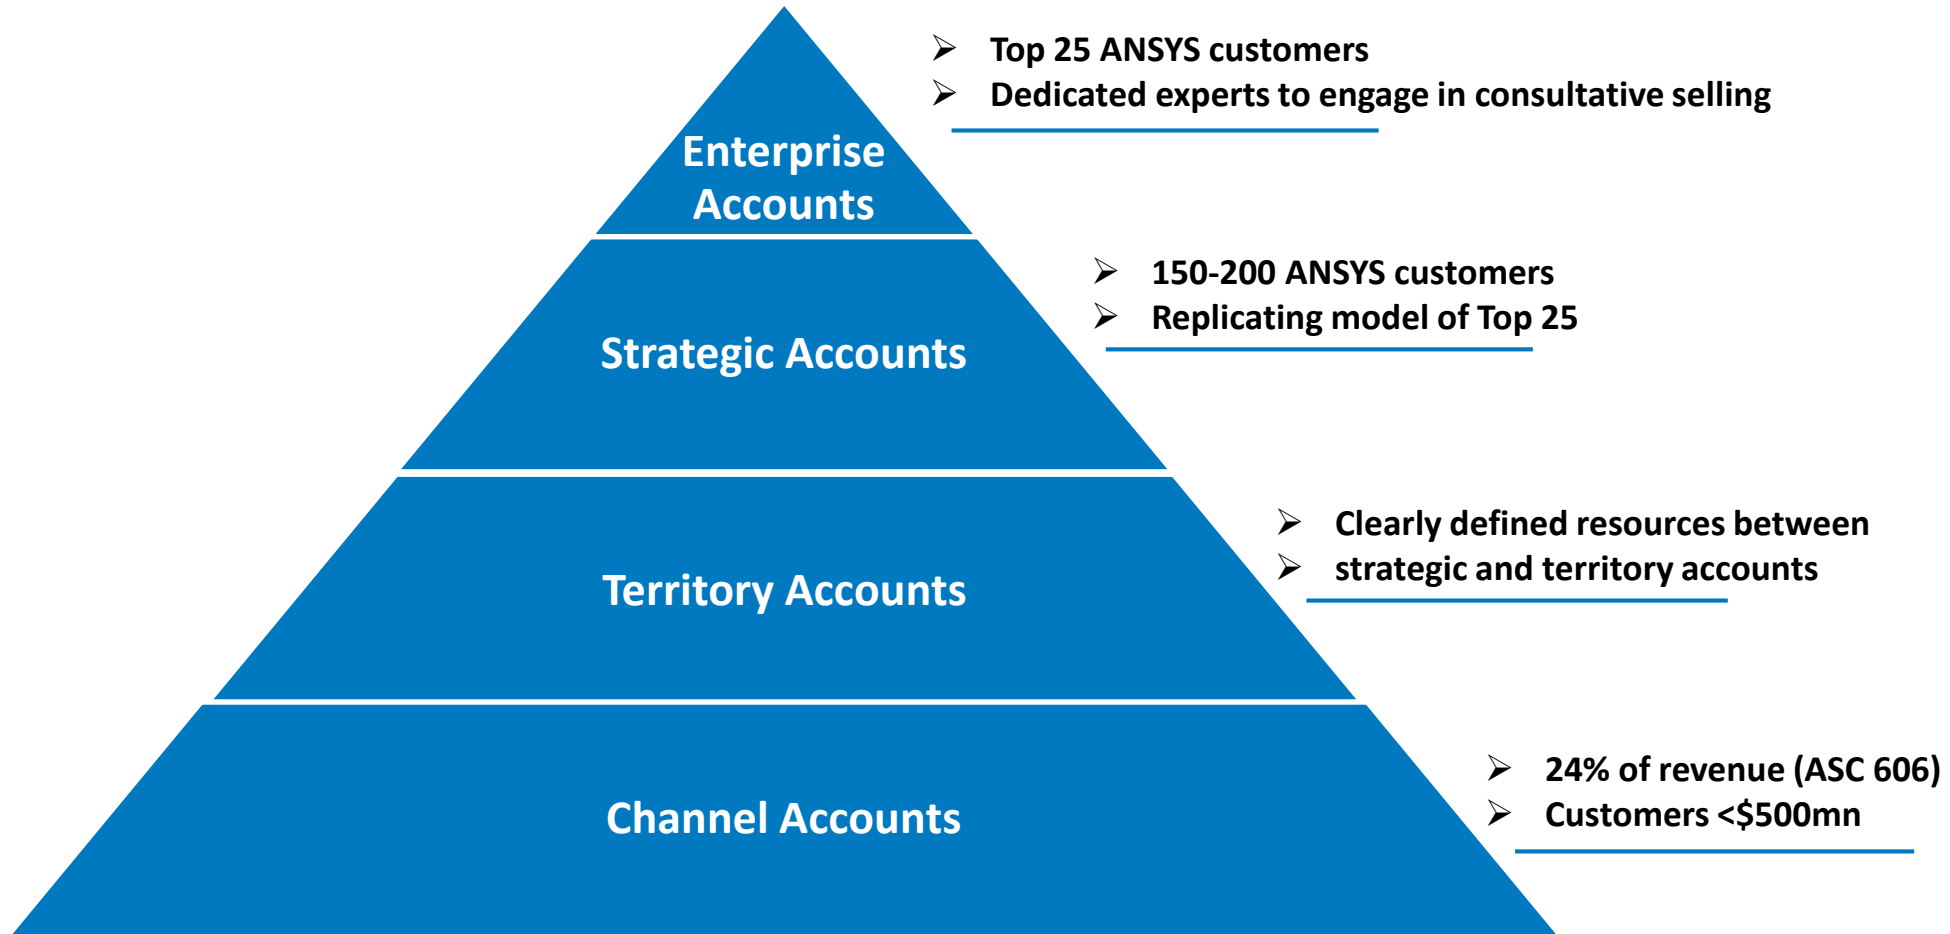 Top 25 ANSYS customers
Dedicated experts to engage in consultative selling
Enterprise
Accounts
150-200 ANSYS customers
Replicating model of Top 25
Strategic Accounts
Clearly defined resources between
strategic and territory accounts
Territory Accounts
24% of revenue (ASC 606)
Customers <$500mn
Channel Accounts